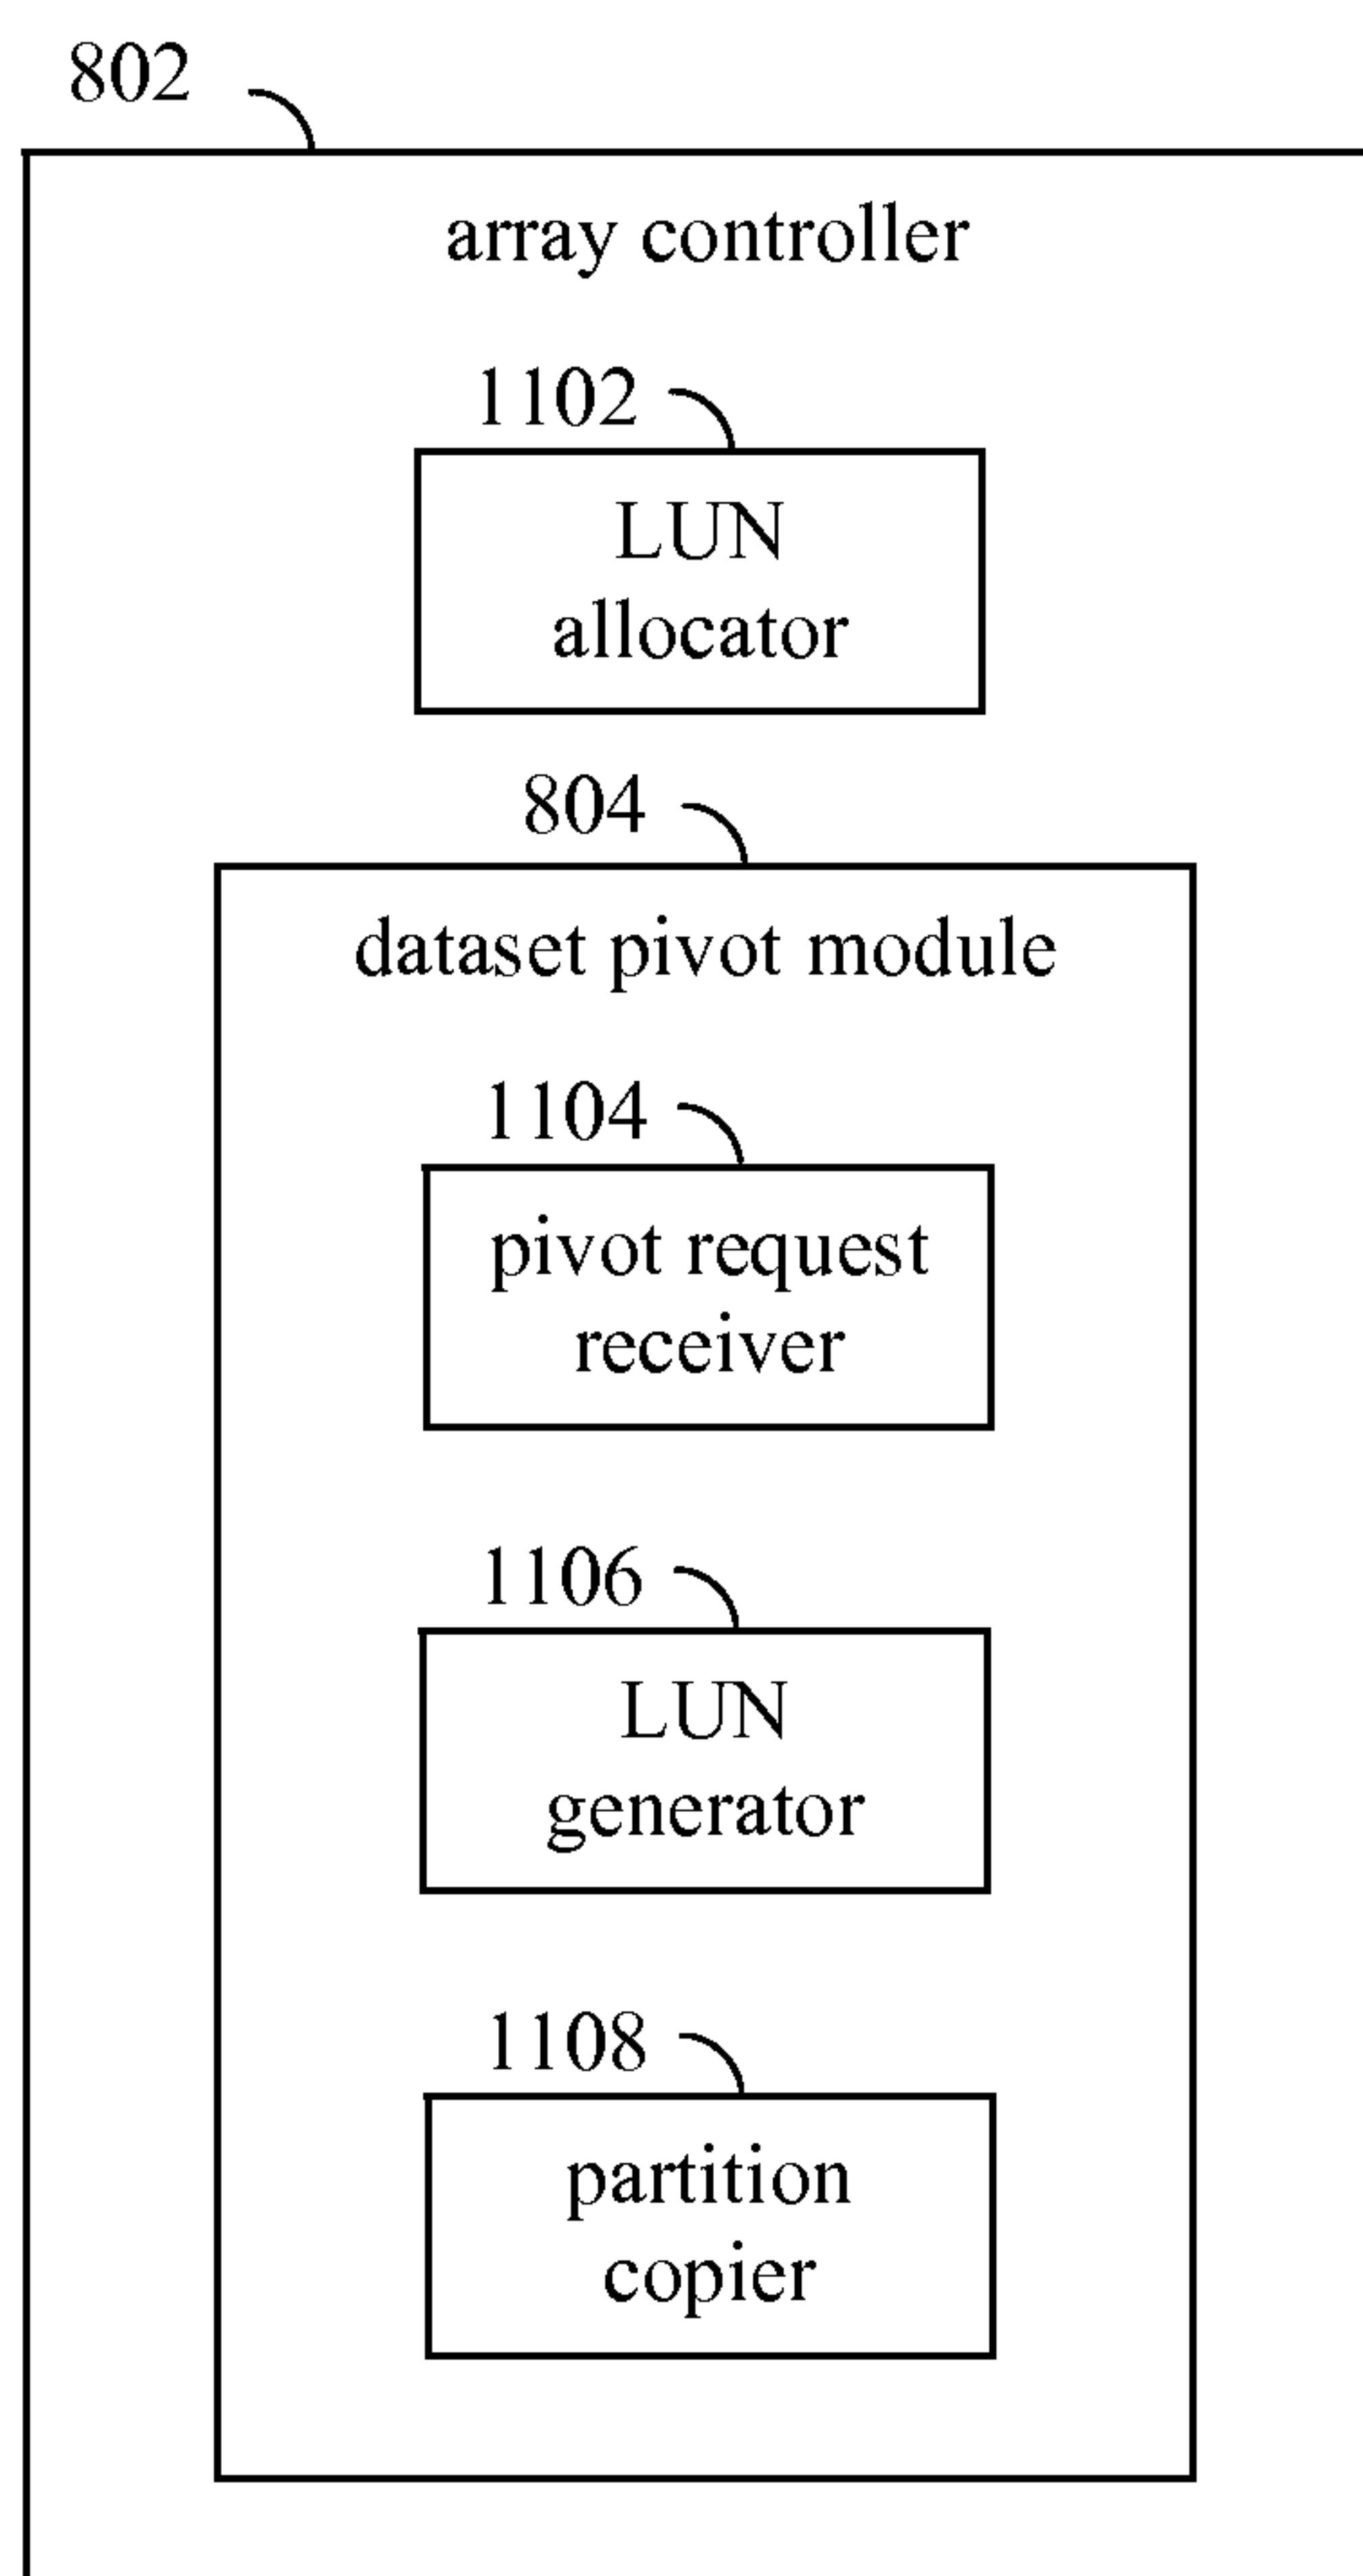 802
array controller
1102
LUN
allocator
804
dataset pivot module
1104
pivot request
receiver
1106
LUN
generator
1108
partition
copier